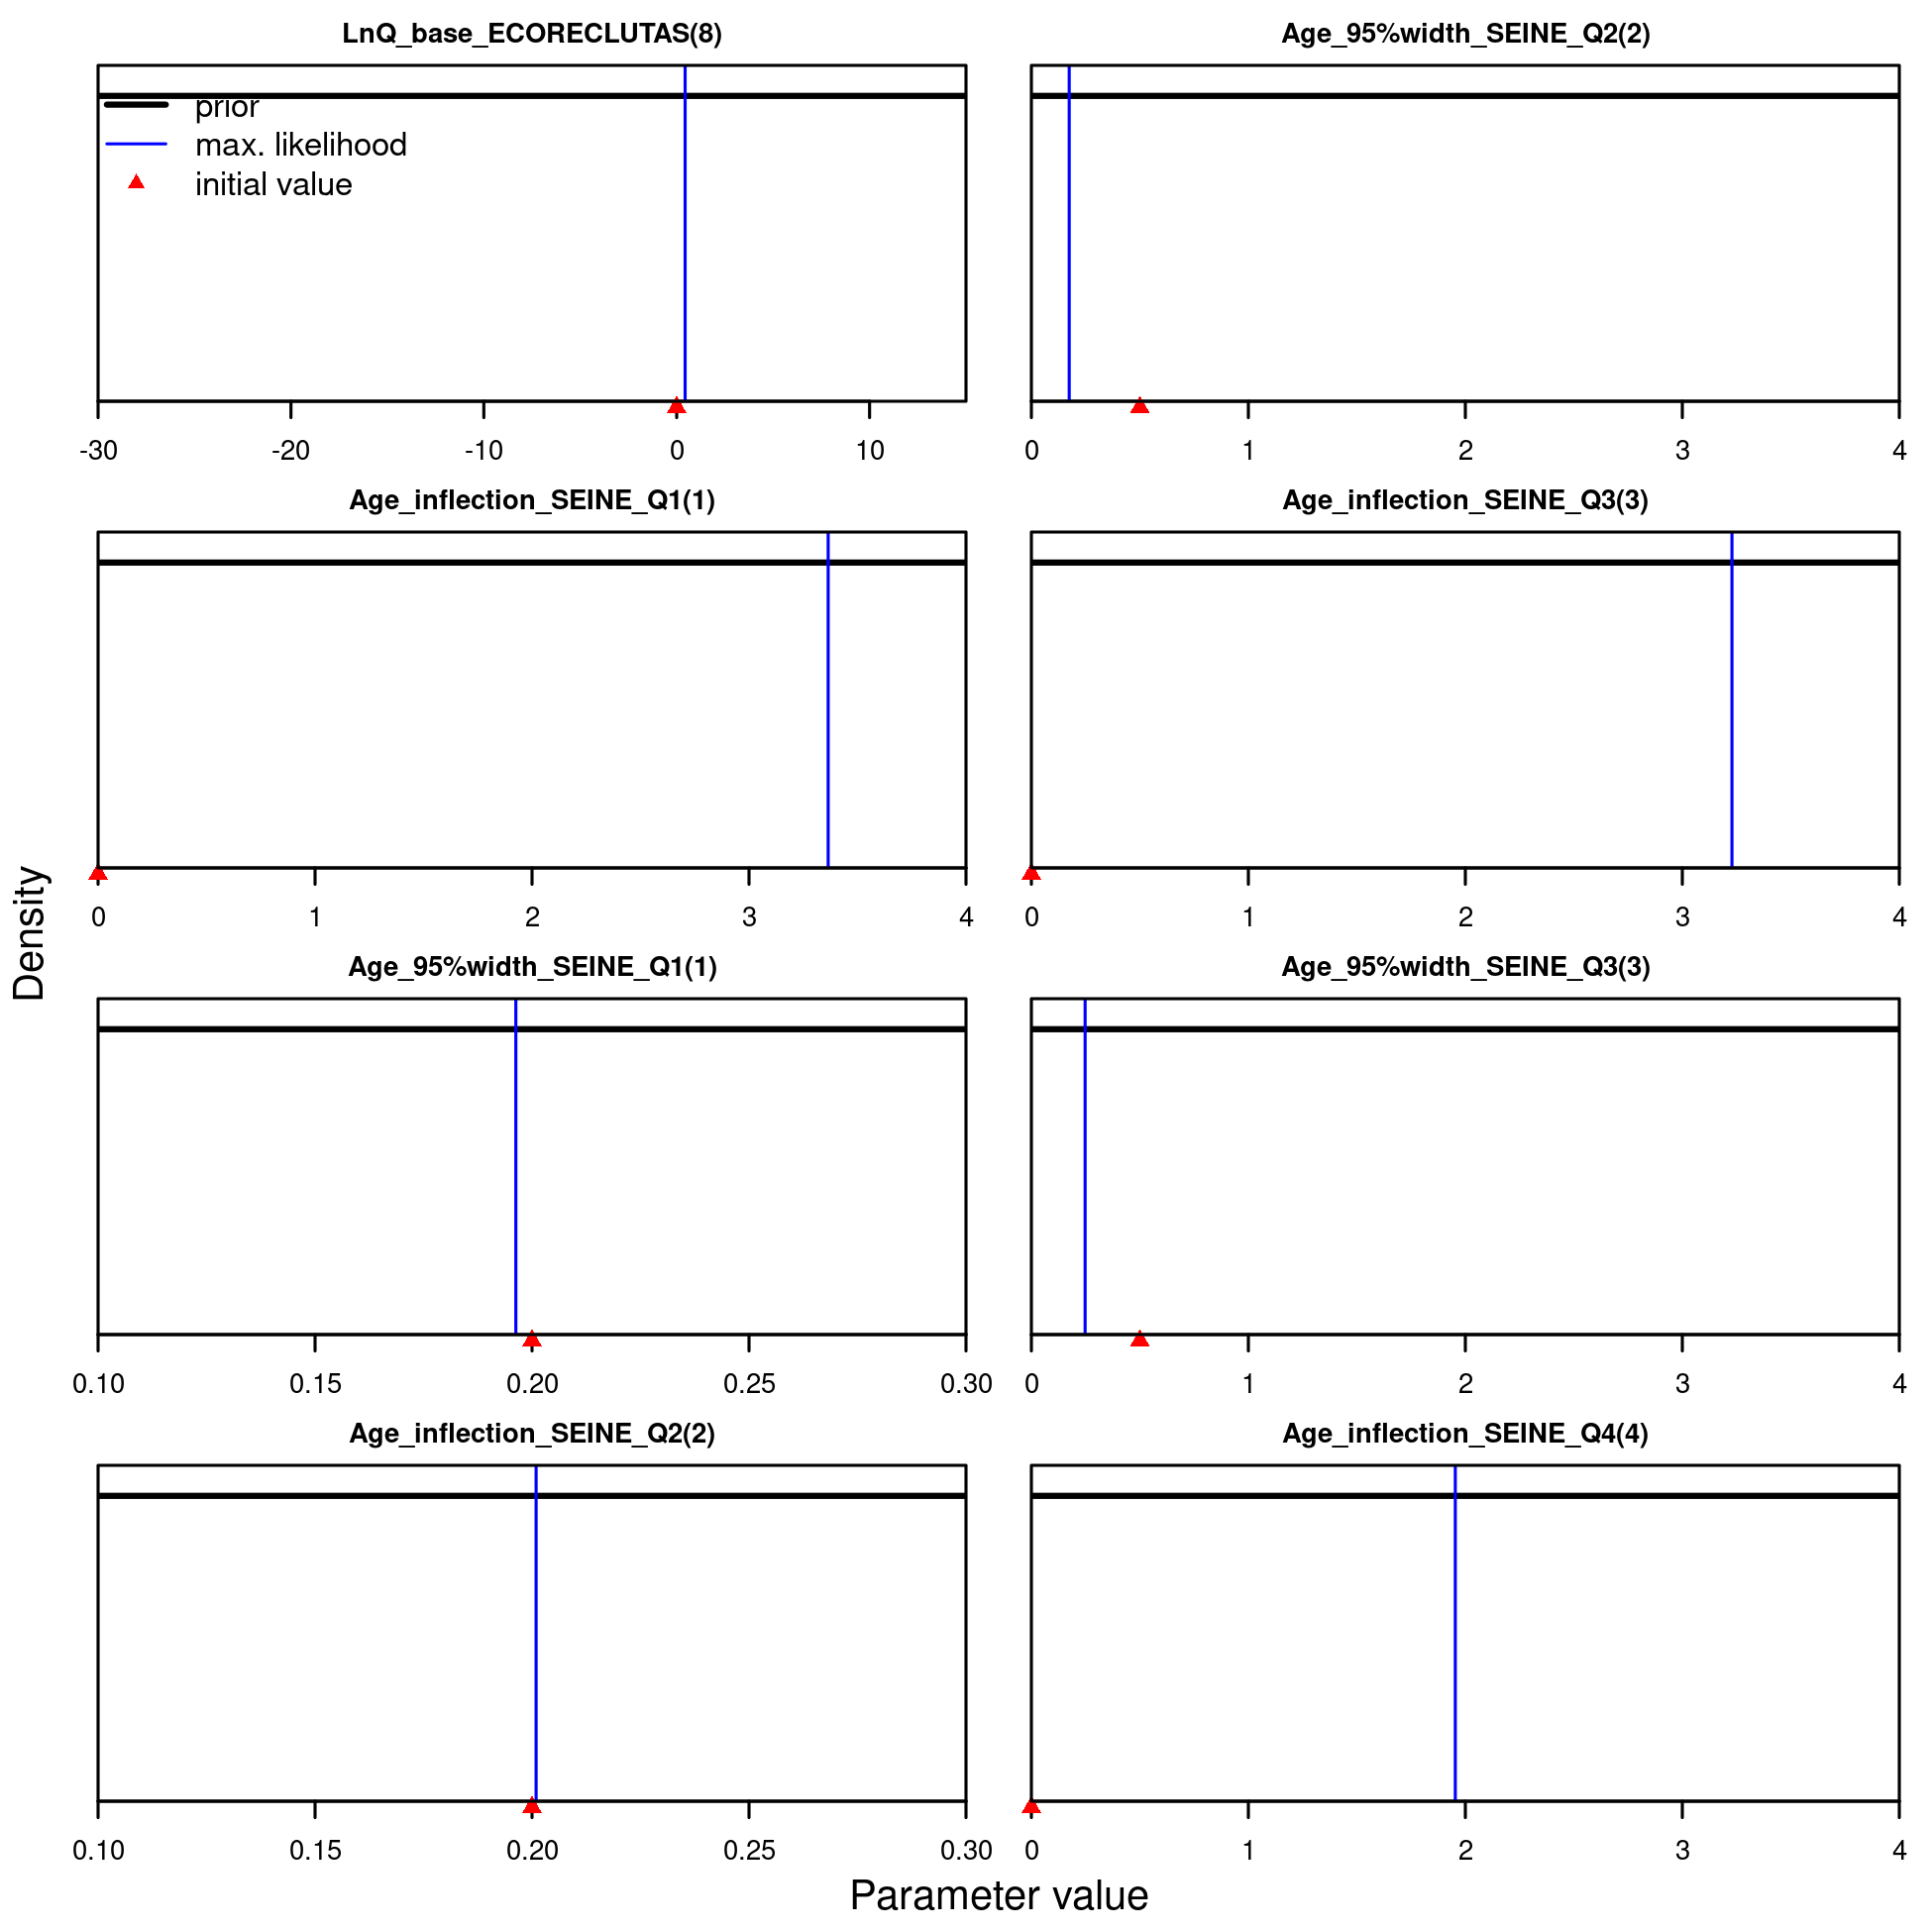 LnQ_base_ECORECLUTAS(8)
prior
max. likelihood
initial value
-30 -20 -10 0 10
Age_95%width_SEINE_Q2(2)
0 1 2 3 4
Age_inflection_SEINE_Q1(1)
0 1 2 3 4
Age_inflection_SEINE_Q3(3)
0 1 2 3 4
Age_95%width_SEINE_Q1(1)
0.10 0.15 0.20 0.25 0.30
Age_95%width_SEINE_Q3(3)
0 1 2 3 4
Age_inflection_SEINE_Q2(2)
0.10 0.15 0.20 0.25 0.30
Age_inflection_SEINE_Q4(4)
0 1 2 3 4
Density
Parameter value